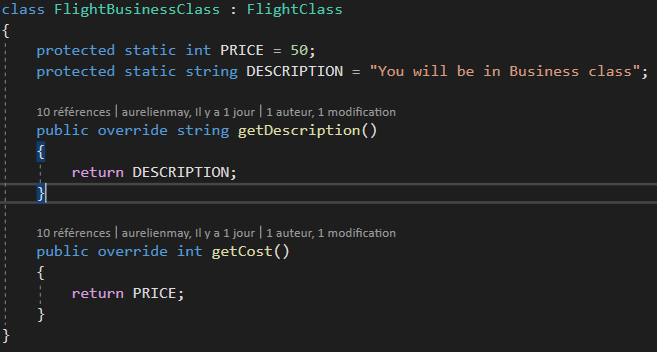 class FlightBusinessClass : FlightClass
{
protected static int PRICE = 50;
protected static string DESCRIPTION = "You will be in Business class";
10 références | aurelienmay, Il y a 1 jour | 1 auteur, 1 modification
public override string getDescription()
{
return DESCRIPTION;
}
10 références | aurelienmay, Il y a 1 jour | 1 auteur, 1 modification
public override int getCost()
{
return PRICE;
}
}